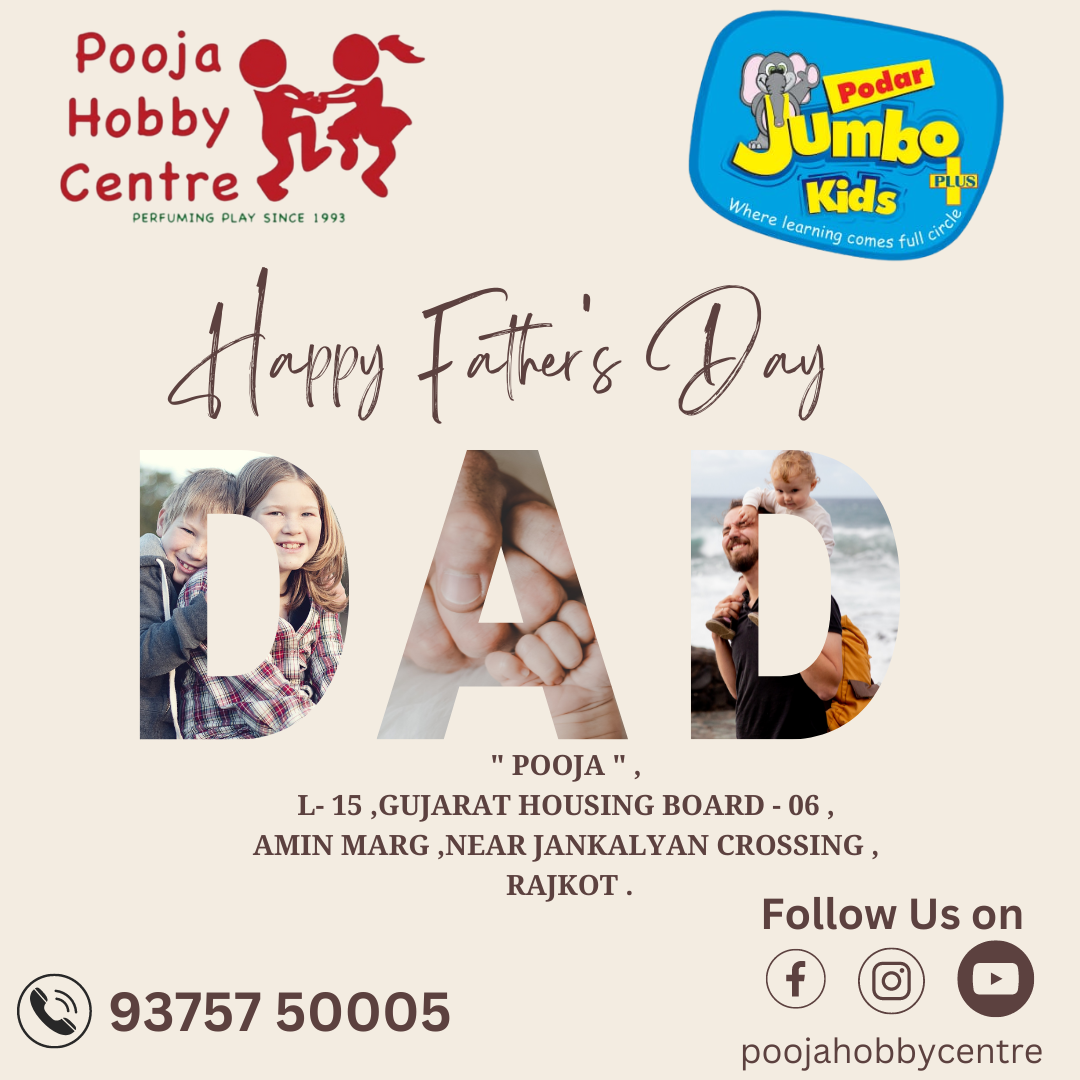 Pooja
Hobby
Centre
PERFUMING PLAY SINCE 1993
Podar
Jumbo
Kids
PLUS
Where learning comes full circle
Happy Father's Day
DAD
" POOJA " ,
L- 15 ,GUJARAT HOUSING BOARD - 06 ,
AMIN MARG ,NEAR JANKALYAN CROSSING ,
RAJKOT .
Follow Us on
93757 50005
poojahobbycentre